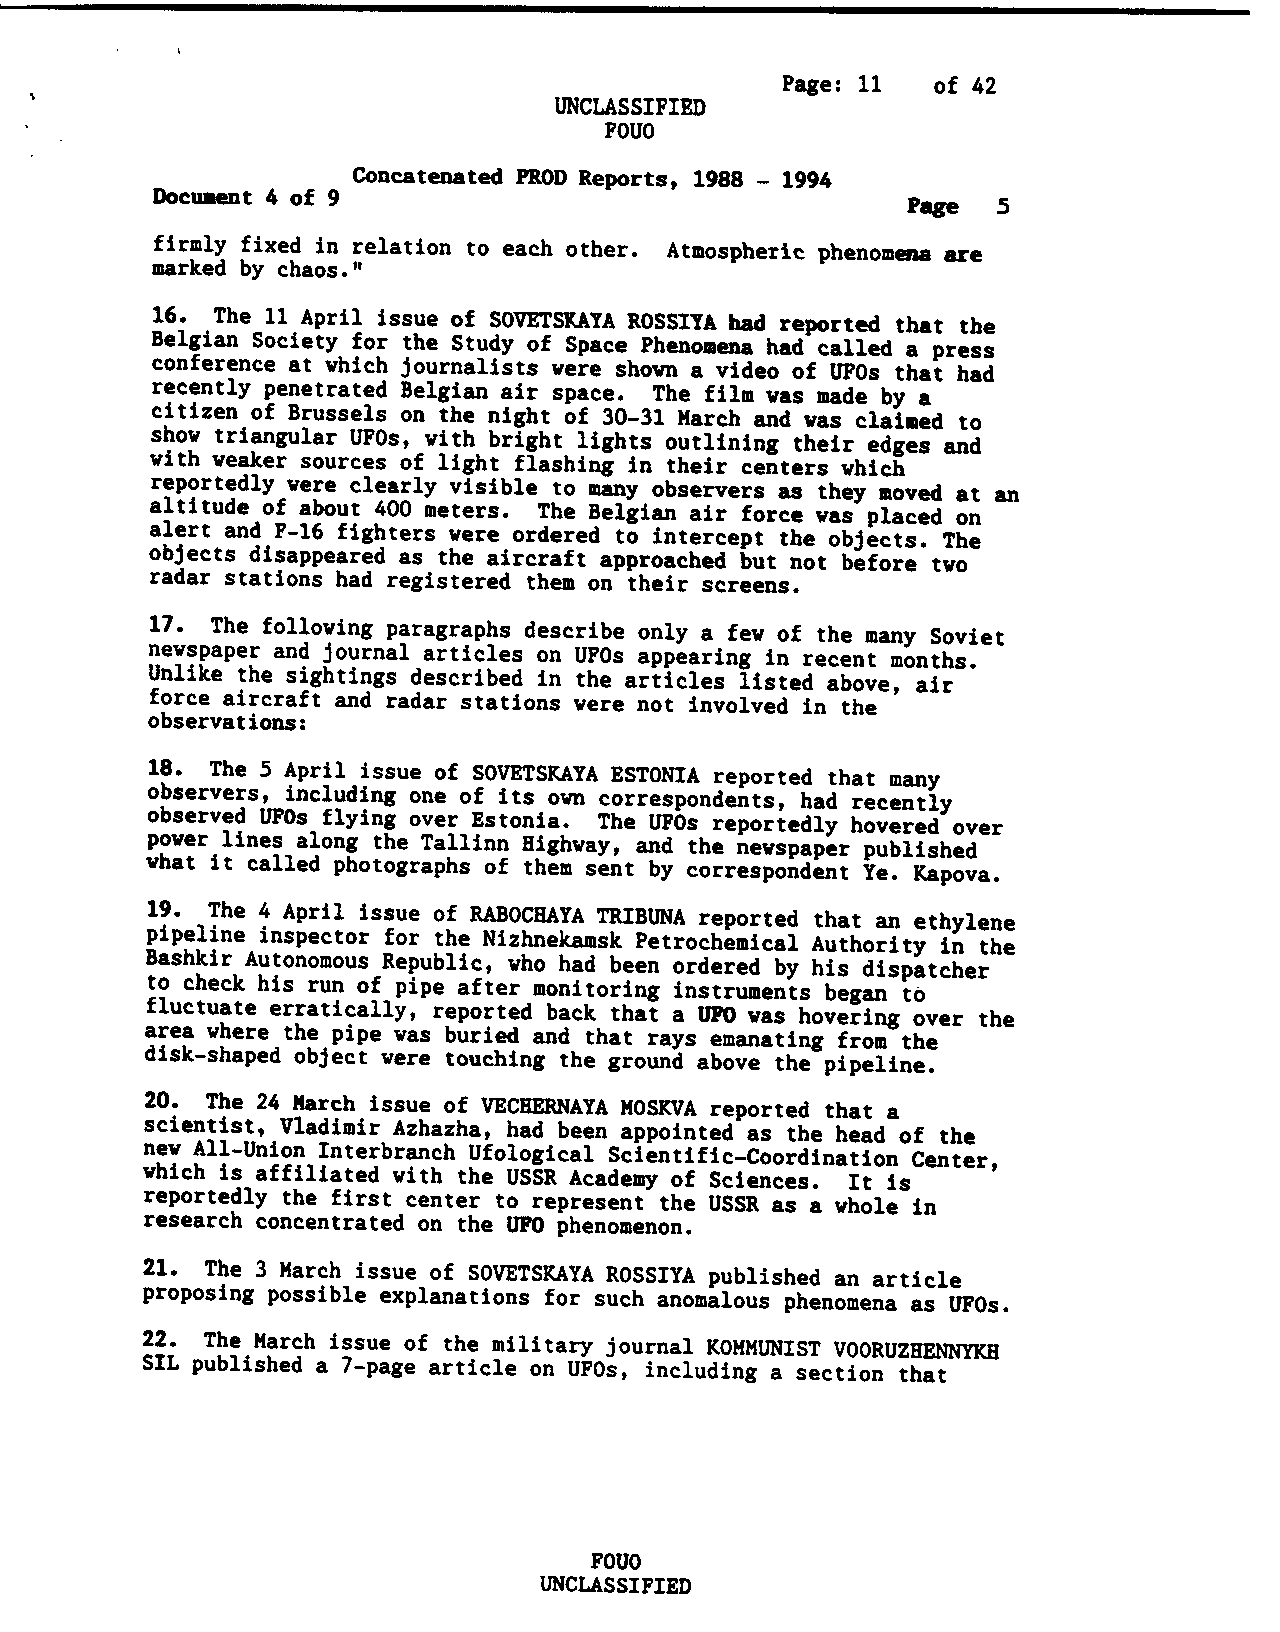 Page: 11 of 42
UNCLASSIFIED
FOUO
Concatenated PROD Reports, 1988 - 1994
Document 4 of 9
Page 5
firmly fixed in relation to each other. Atmospheric phenomena are
marked by chaos."
16. The 11 April issue of SOVETSKAYA ROSSIYA had reported that the
Belgian Society for the Study of Space Phenomena had called a press
conference at which journalists were shown a video of UFOs that had
recently penetrated Belgian air space. The film was made by a
citizen of Brussels on the night of 30-31 March and was claimed to
show triangular UFOs, with bright lights outlining their edges and
with weaker sources of light flashing in their centers which
reportedly were clearly visible to many observers as they moved at an
altitude of about 400 meters. The Belgian air force was placed on
alert and F-16 fighters were ordered to intercept the objects. The
objects disappeared as the aircraft approached but not before two
radar stations had registered them on their screens.
17. The following paragraphs describe only a few of the many Soviet
newspaper and journal articles on UFOs appearing in recent months.
Unlike the sightings described in the articles listed above, air
force aircraft and radar stations were not involved in the
observations:
18. The 5 April issue of SOVETSKAYA ESTONIA reported that many
observers, including one of its own correspondents, had recently
observed UFOs flying over Estonia. The UFOs reportedly hovered over
power lines along the Tallinn Highway, and the newspaper published
what it called photographs of them sent by correspondent Ye. Kapova.
19. The 4 April issue of RABOCHAYA TRIBUNA reported that an ethylene
pipeline inspector for the Nizhnekamsk Petrochemical Authority in the
Bashkir Autonomous Republic, who had been ordered by his dispatcher
to check his run of pipe after monitoring instruments began to
fluctuate erratically, reported back that a UFO was hovering over the
area where the pipe was buried and that rays emanating from the
disk-shaped object were touching the ground above the pipeline.
20. The 24 March issue of VECHERNAYA MOSKVA reported that a
scientist, Vladimir Azhazha, had been appointed as the head of the
new All-Union Interbranch Ufological Scientific-Coordination Center,
which is affiliated with the USSR Academy of Sciences. It is
reportedly the first center to represent the USSR as a whole in
research concentrated on the UFO phenomenon.
21. The 3 March issue of SOVETSKAYA ROSSIYA published an article
proposing possible explanations for such anomalous phenomena as UFOs.
22. The March issue of the military journal KOMMUNIST VOORUZHENNYKH
SIL published a 7-page article on UFOs, including a section that
FOUO
UNCLASSIFIED